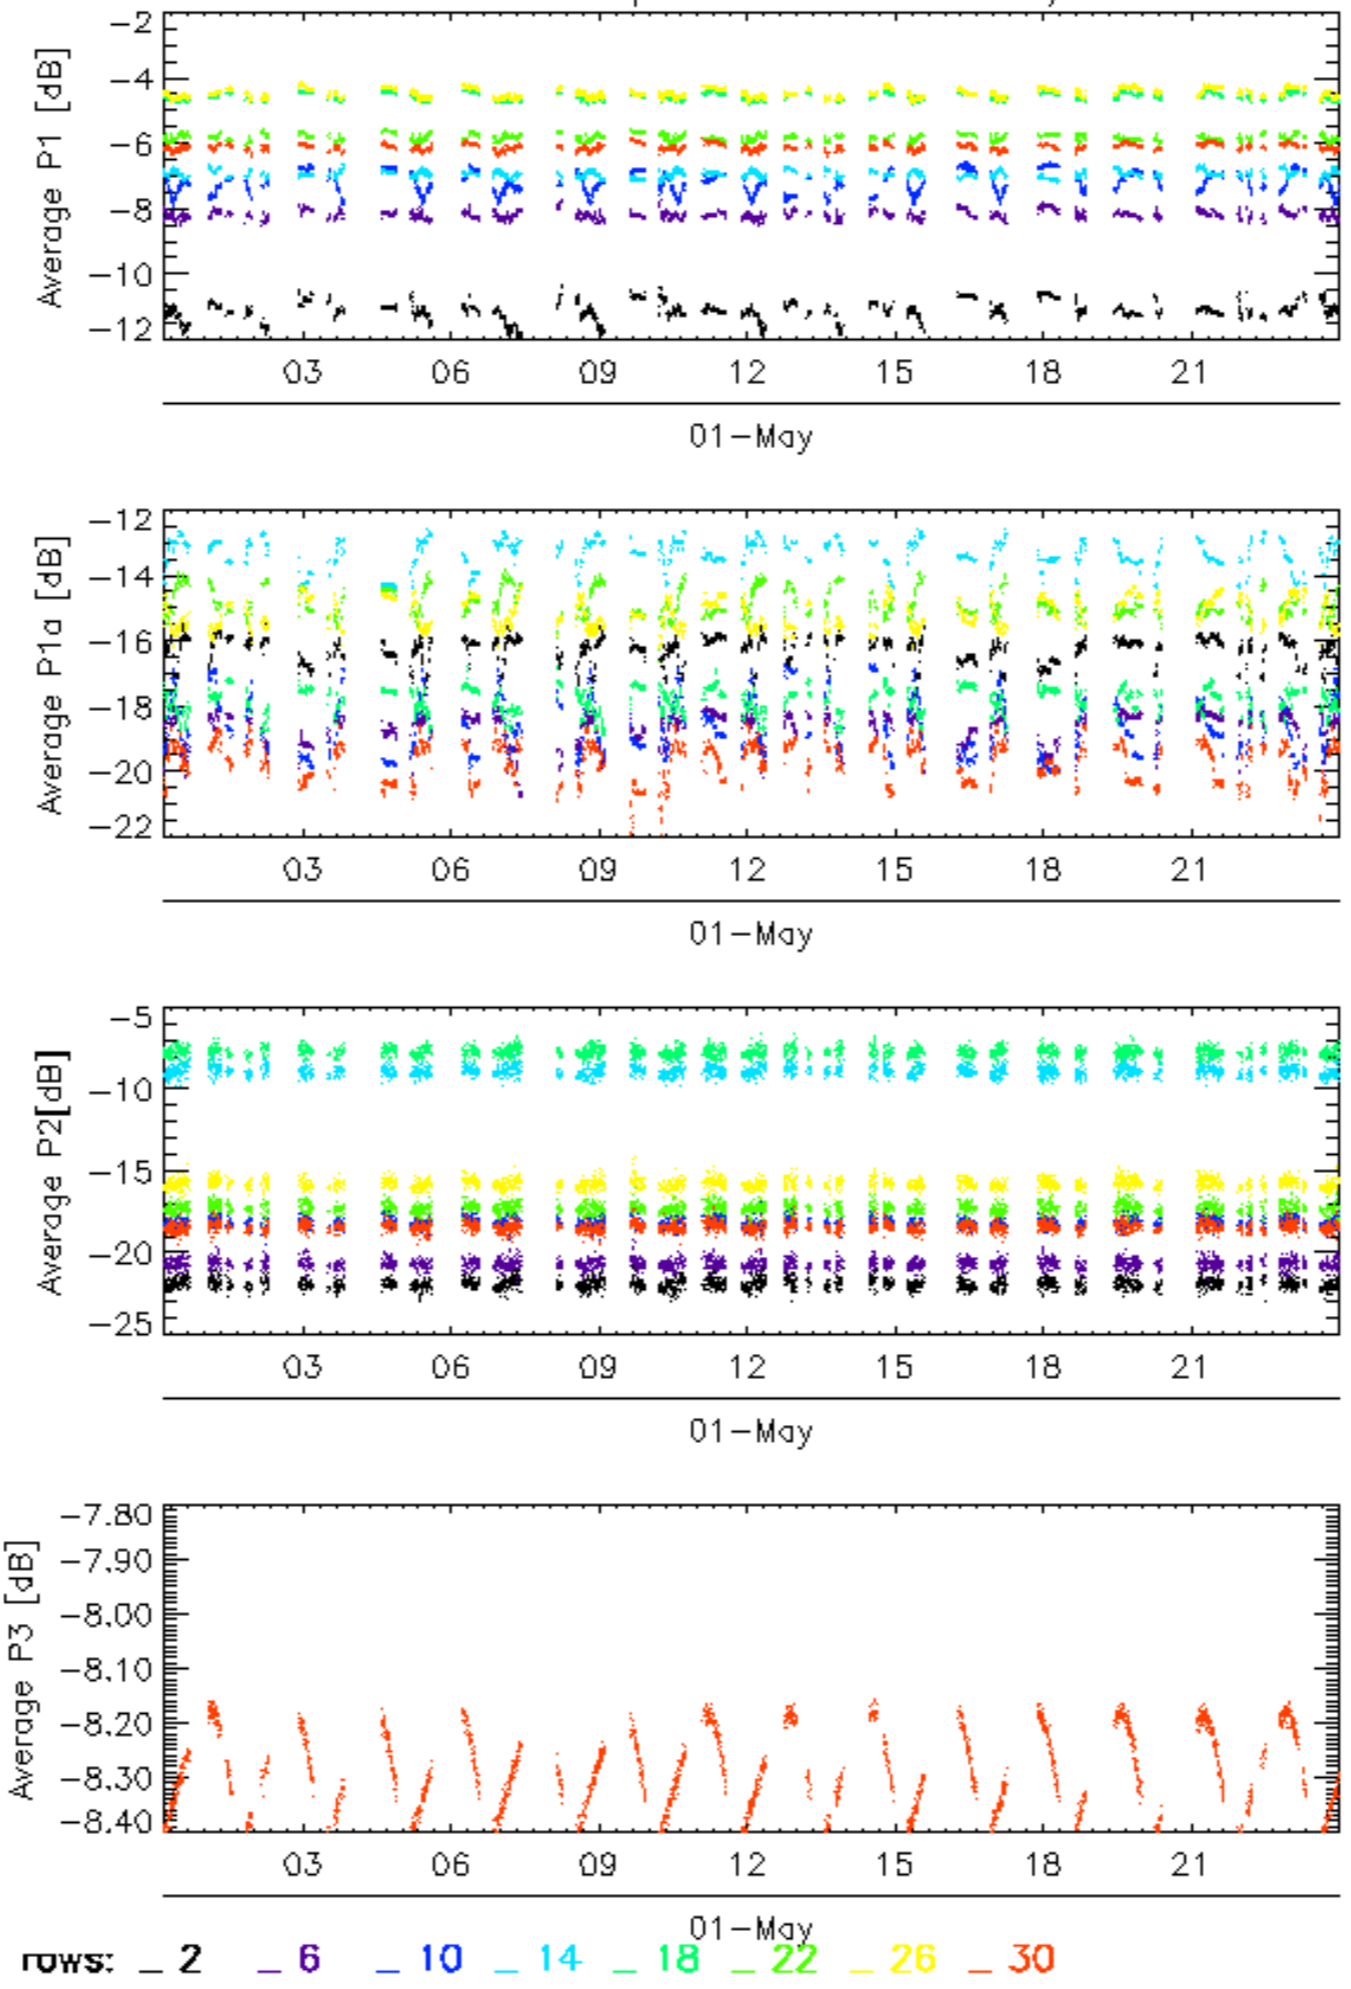 Average P1 [dB]
-2
-4
-6
-8
-10
-12
03 06 09 12 15 18 21
01-May
Average P1a [dB]
-12
-14
-16
-18
-20
-22
03 06 09 12 15 18 21
01-May
Average P2[dB]
-5
-10
-15
-20
-25
03 06 09 12 15 18 21
01-May
Average P3 [dB]
-7.80
-7.90
-8.00
-8.10
-8.20
-8.30
-8.40
03 06 09 12 15 18 21
01-May
rows: _ 2 _ 6 _ 10 _ 14 _ 18 _ 22 _ 26 _ 30